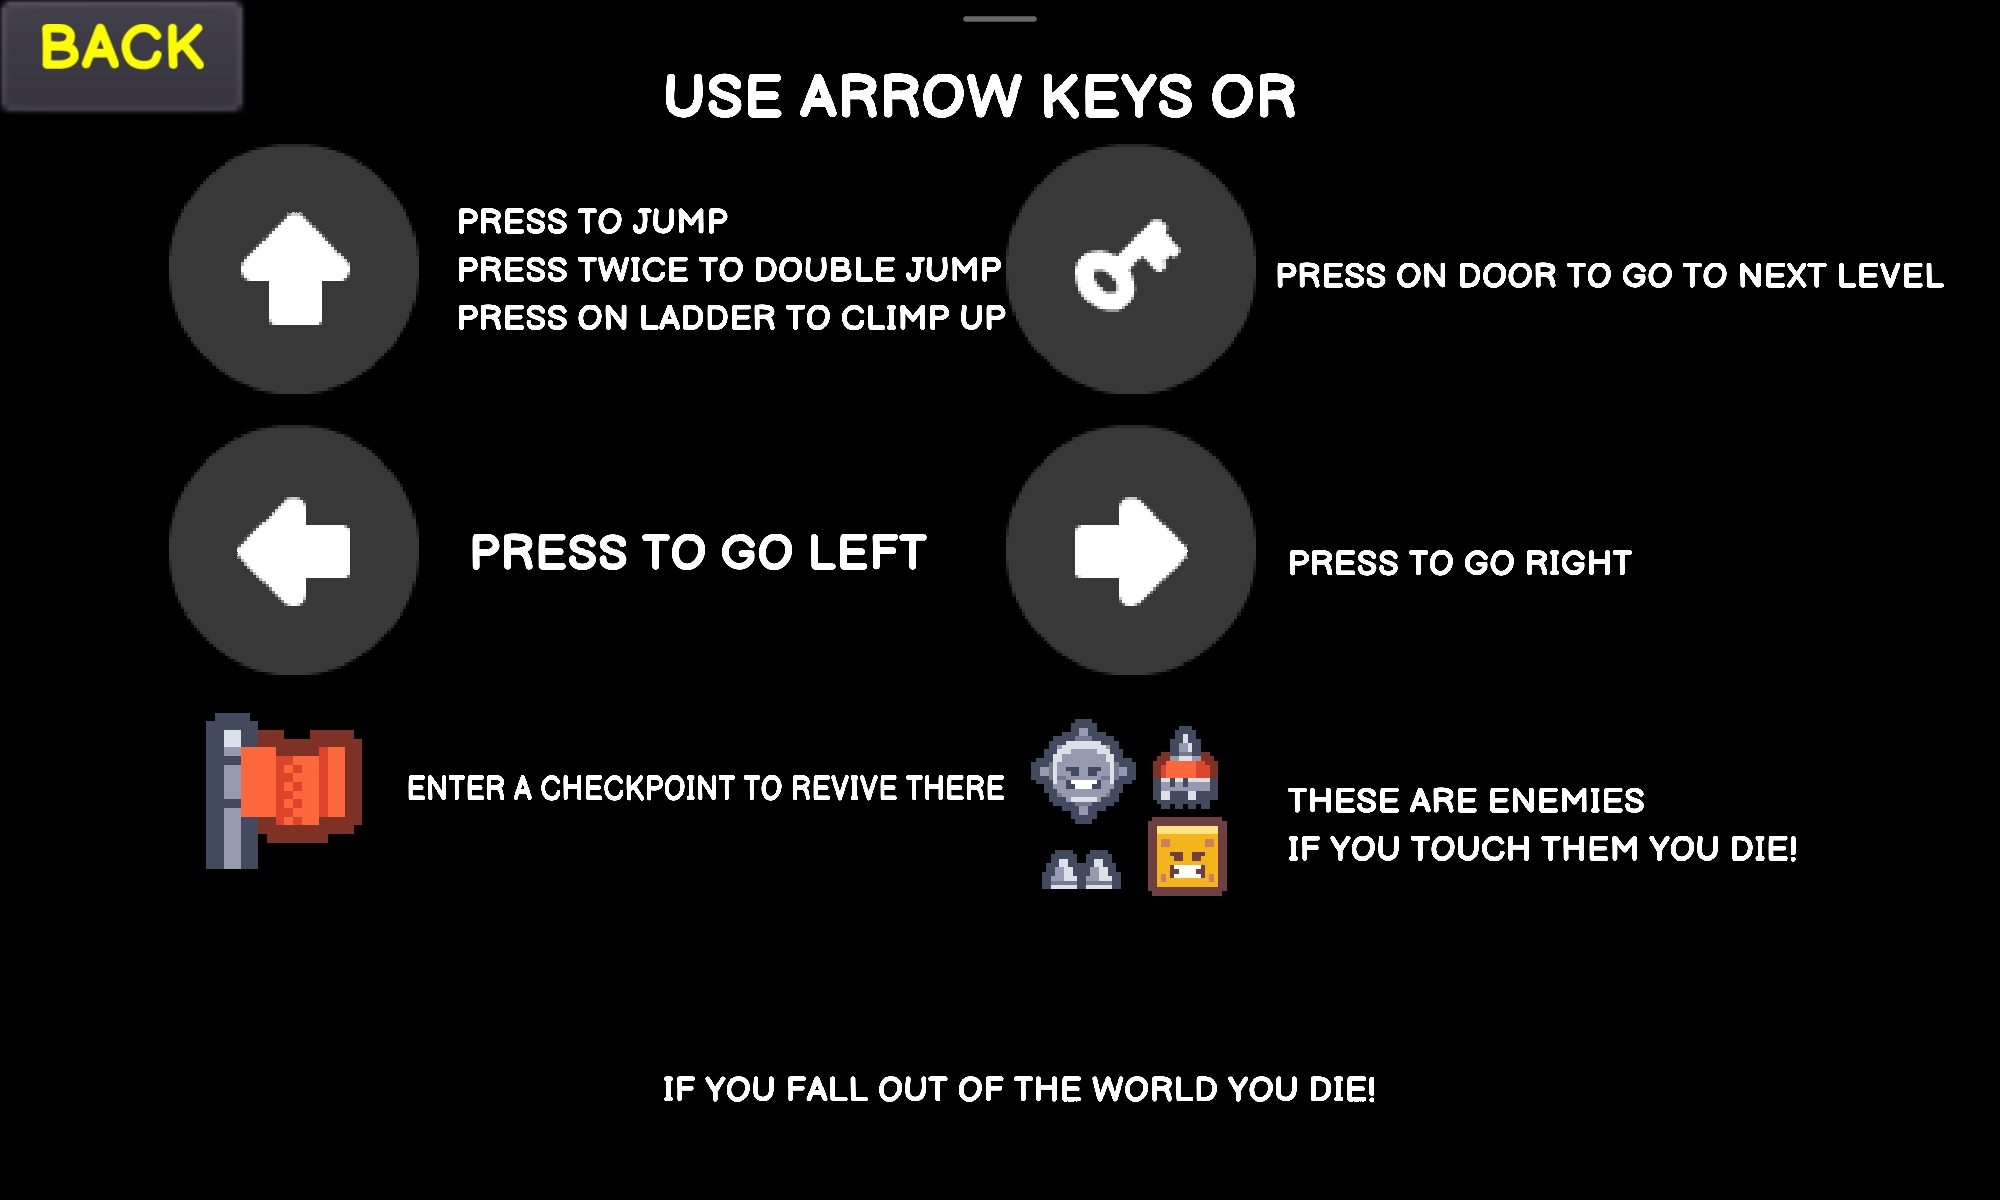 BACK
USE ARROW KEYS OR
PRESS TO JUMP
PRESS TWICE TO DOUBLE JUMP
PRESS ON LADDER TO CLIMP UP
PRESS ON DOOR TO GO TO NEXT LEVEL
PRESS TO GO LEFT
PRESS TO GO RIGHT
ENTER A CHECKPOINT TO REVIVE THERE
THESE ARE ENEMIES
IF YOU TOUCH THEM YOU DIE!
IF YOU FALL OUT OF THE WORLD YOU DIE!